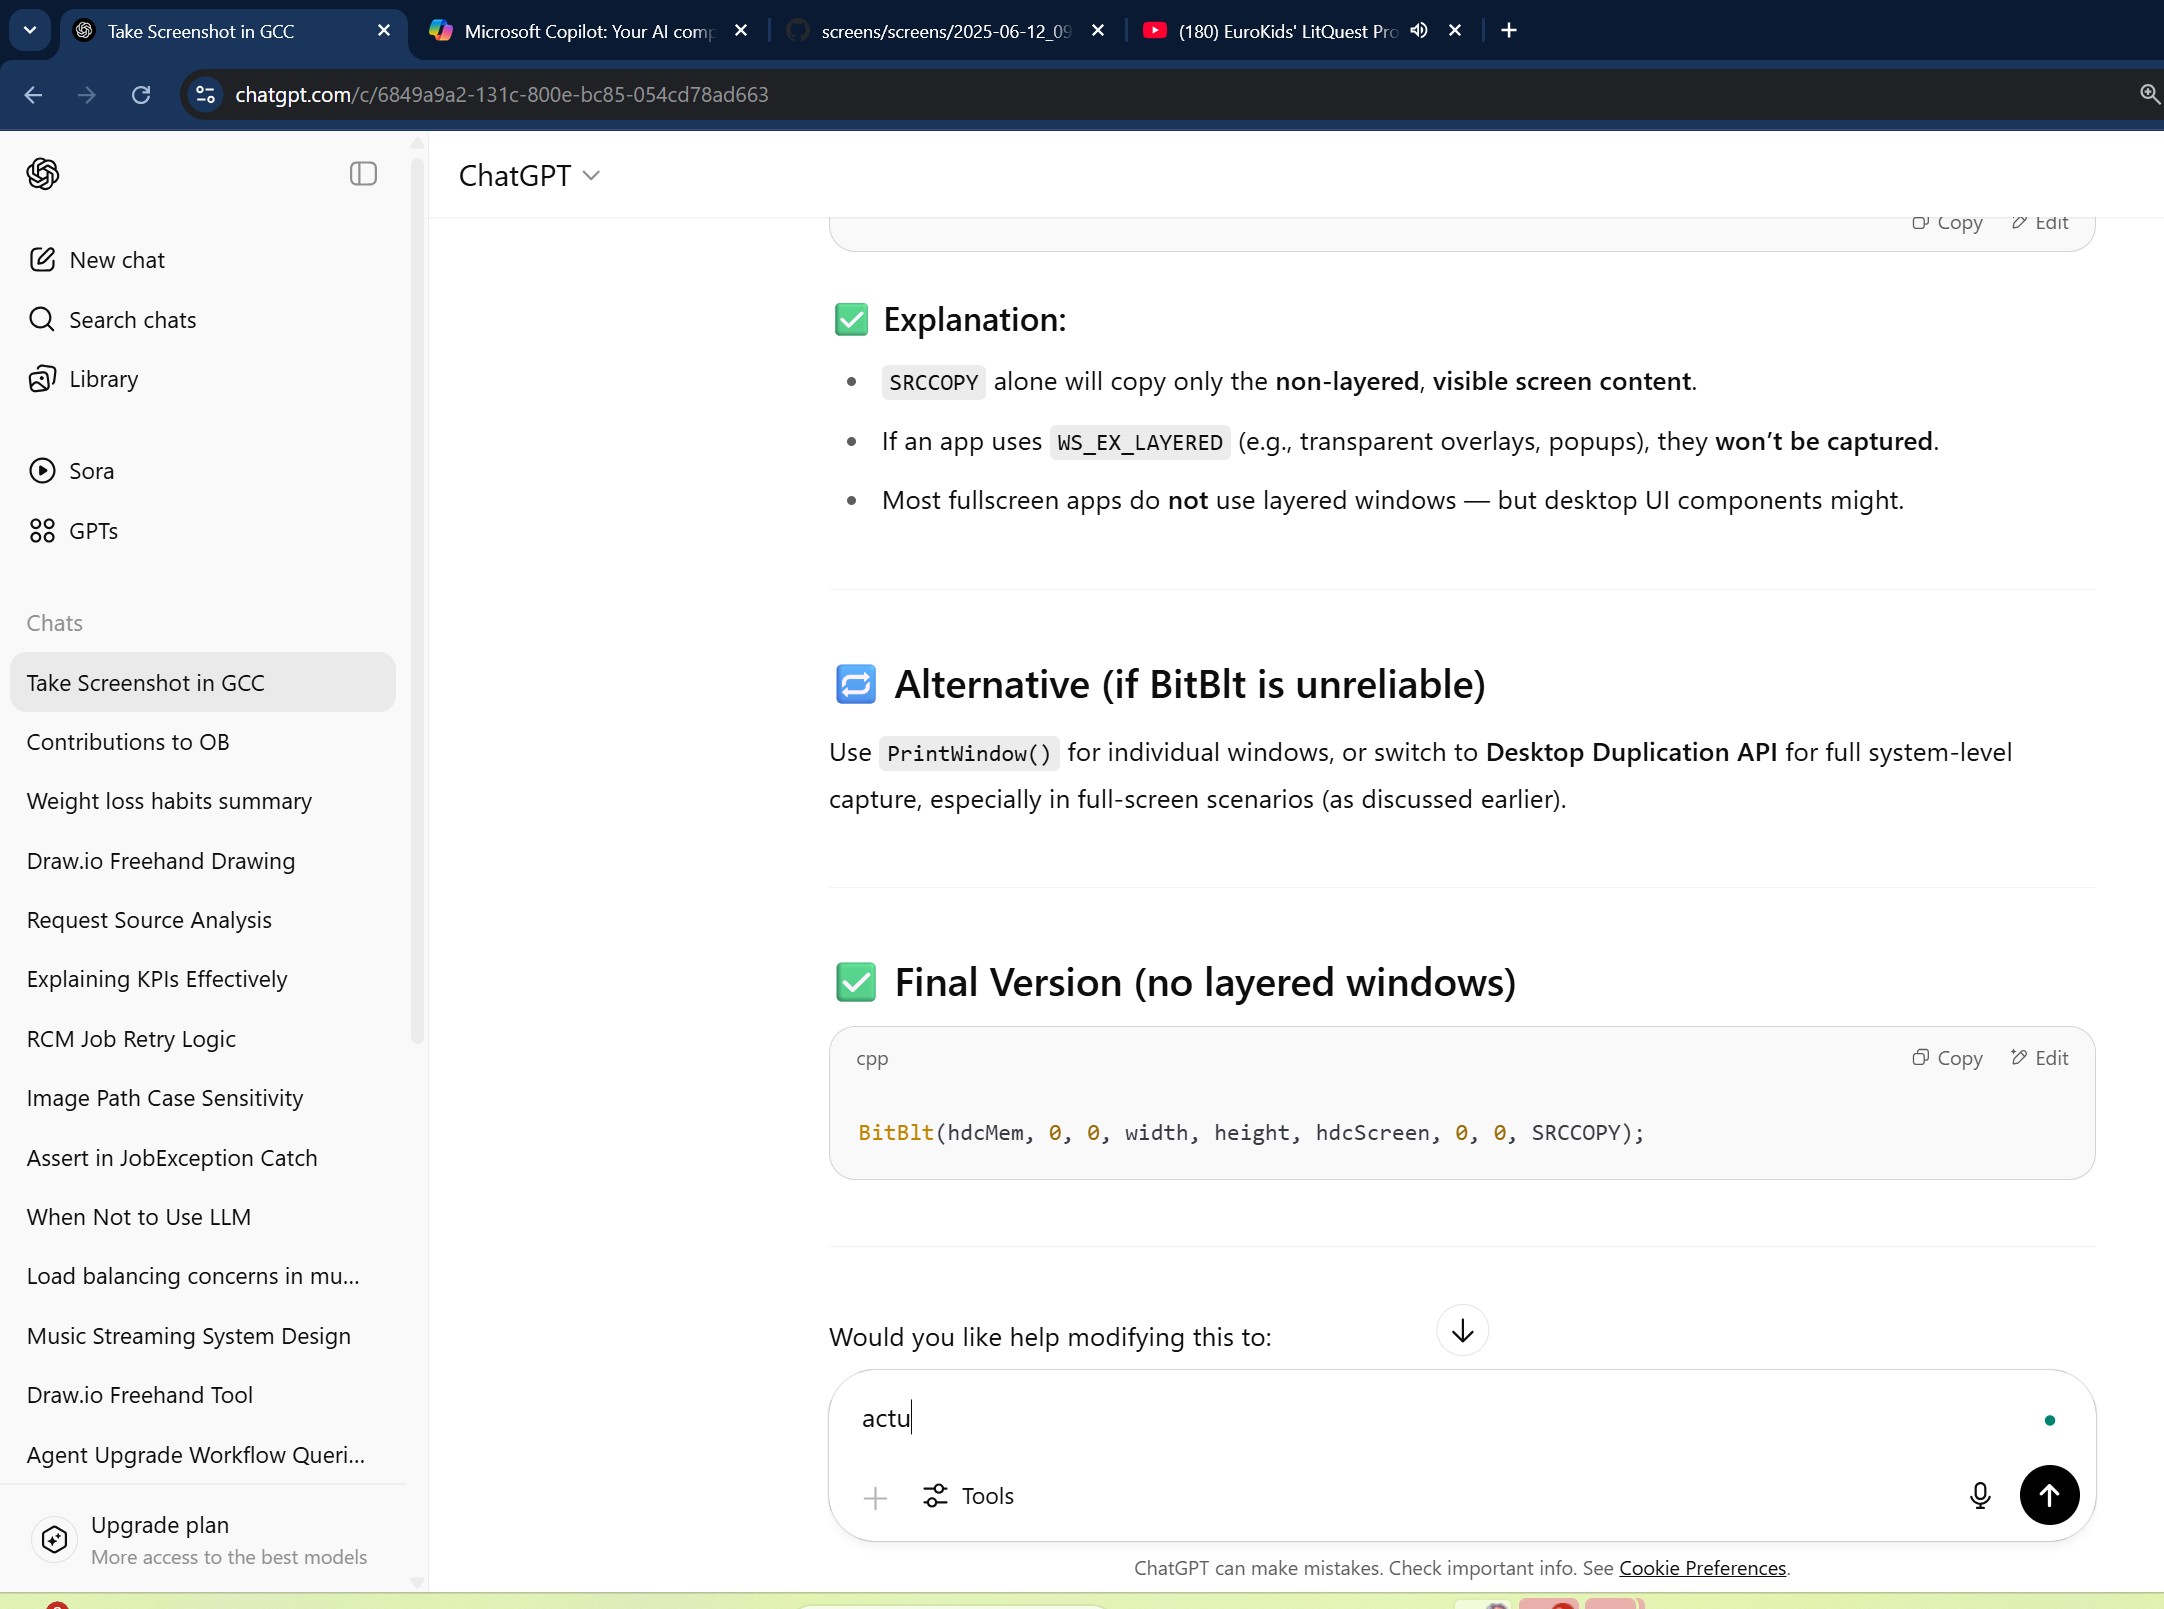 Take Screenshot in GCC
Microsoft Copilot: Your AI comp
screens/screens/2025-06-12_09
(180) EuroKids' LitQuest Pro
chatgpt.com/c/6849a9a2-131c-800e-bc85-054cd78ad663
ChatGPT
New chat
Search chats
Library
Sora
GPTs
Chats
Take Screenshot in GCC
Contributions to OB
Weight loss habits summary
Draw.io Freehand Drawing
Request Source Analysis
Explaining KPIs Effectively
RCM Job Retry Logic
Image Path Case Sensitivity
Assert in JobException Catch
When Not to Use LLM
Load balancing concerns in mu...
Music Streaming System Design
Draw.io Freehand Tool
Agent Upgrade Workflow Queri...
Upgrade plan
More access to the best models
Copy Edit
Explanation:
• SRCCOPY alone will copy only the non-layered, visible screen content.
• If an app uses WS_EX_LAYERED (e.g., transparent overlays, popups), they won’t be captured.
• Most fullscreen apps do not use layered windows — but desktop UI components might.
Alternative (if BitBlt is unreliable)
Use PrintWindow() for individual windows, or switch to Desktop Duplication API for full system-level
capture, especially in full-screen scenarios (as discussed earlier).
Final Version (no layered windows)
cpp Copy Edit
BitBlt(hdcMem, 0, 0, width, height, hdcScreen, 0, 0, SRCCOPY);
Would you like help modifying this to:
actu
Tools
ChatGPT can make mistakes. Check important info. See Cookie Preferences.